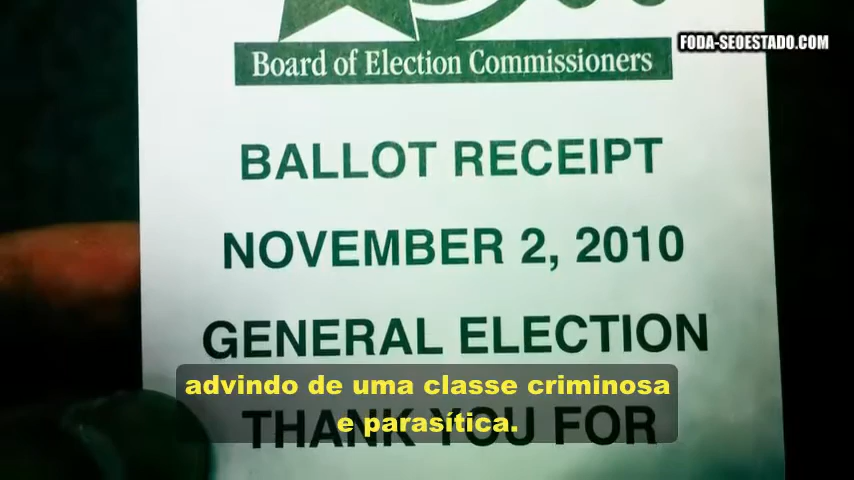 FODA-SEOESTADO.COM
Board of Election Commissioners
BALLOT RECEIPT
NOVEMBER 2, 2010
GENERAL ELECTION
advindo de uma classe criminosa
e parasítica.
THANK YOU FOR